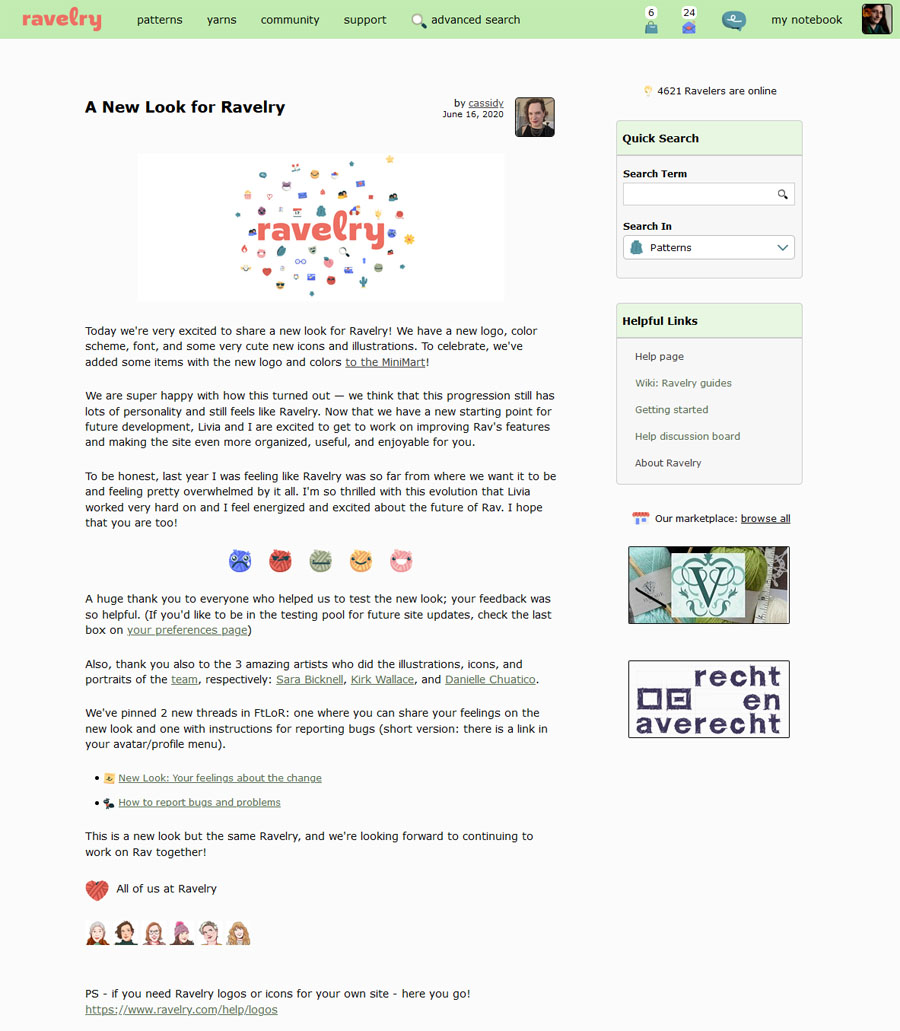 ravelry
patterns
yarns
community
support
advanced search
6
24
my notebook
A New Look for Ravelry
by cassidy
June 16, 2020
ravelry
Today we're very excited to share a new look for Ravelry! We have a new logo, color
scheme, font, and some very cute new icons and illustrations. To celebrate, we've
added some items with the new logo and colors to the MiniMart!
We are super happy with how this turned out — we think that this progression still has
lots of personality and still feels like Ravelry. Now that we have a new starting point for
future development, Livia and I are excited to get to work on improving Rav's features
and making the site even more organized, useful, and enjoyable for you.
To be honest, last year I was feeling like Ravelry was so far from where we want it to be
and feeling pretty overwhelmed by it all. I'm so thrilled with this evolution that Livia
worked very hard on and I feel energized and excited about the future of Rav. I hope
that you are too!
A huge thank you to everyone who helped us to test the new look; your feedback was
so helpful. (If you'd like to be in the testing pool for future site updates, check the last
box on your preferences page)
Also, thank you also to the 3 amazing artists who did the illustrations, icons, and
portraits of the team, respectively: Sara Bicknell, Kirk Wallace, and Danielle Chuatico.
We've pinned 2 new threads in FtLoR: one where you can share your feelings on the
new look and one with instructions for reporting bugs (short version: there is a link in
your avatar/profile menu).
• New Look: Your feelings about the change
• How to report bugs and problems
This is a new look but the same Ravelry, and we're looking forward to continuing to
work on Rav together!
All of us at Ravelry
PS - if you need Ravelry logos or icons for your own site - here you go!
https://www.ravelry.com/help/logos
4621 Ravelers are online
Quick Search
Search Term
Search In
Patterns
Helpful Links
Help page
Wiki: Ravelry guides
Getting started
Help discussion board
About Ravelry
Our marketplace: browse all
V
recht
en
averecht